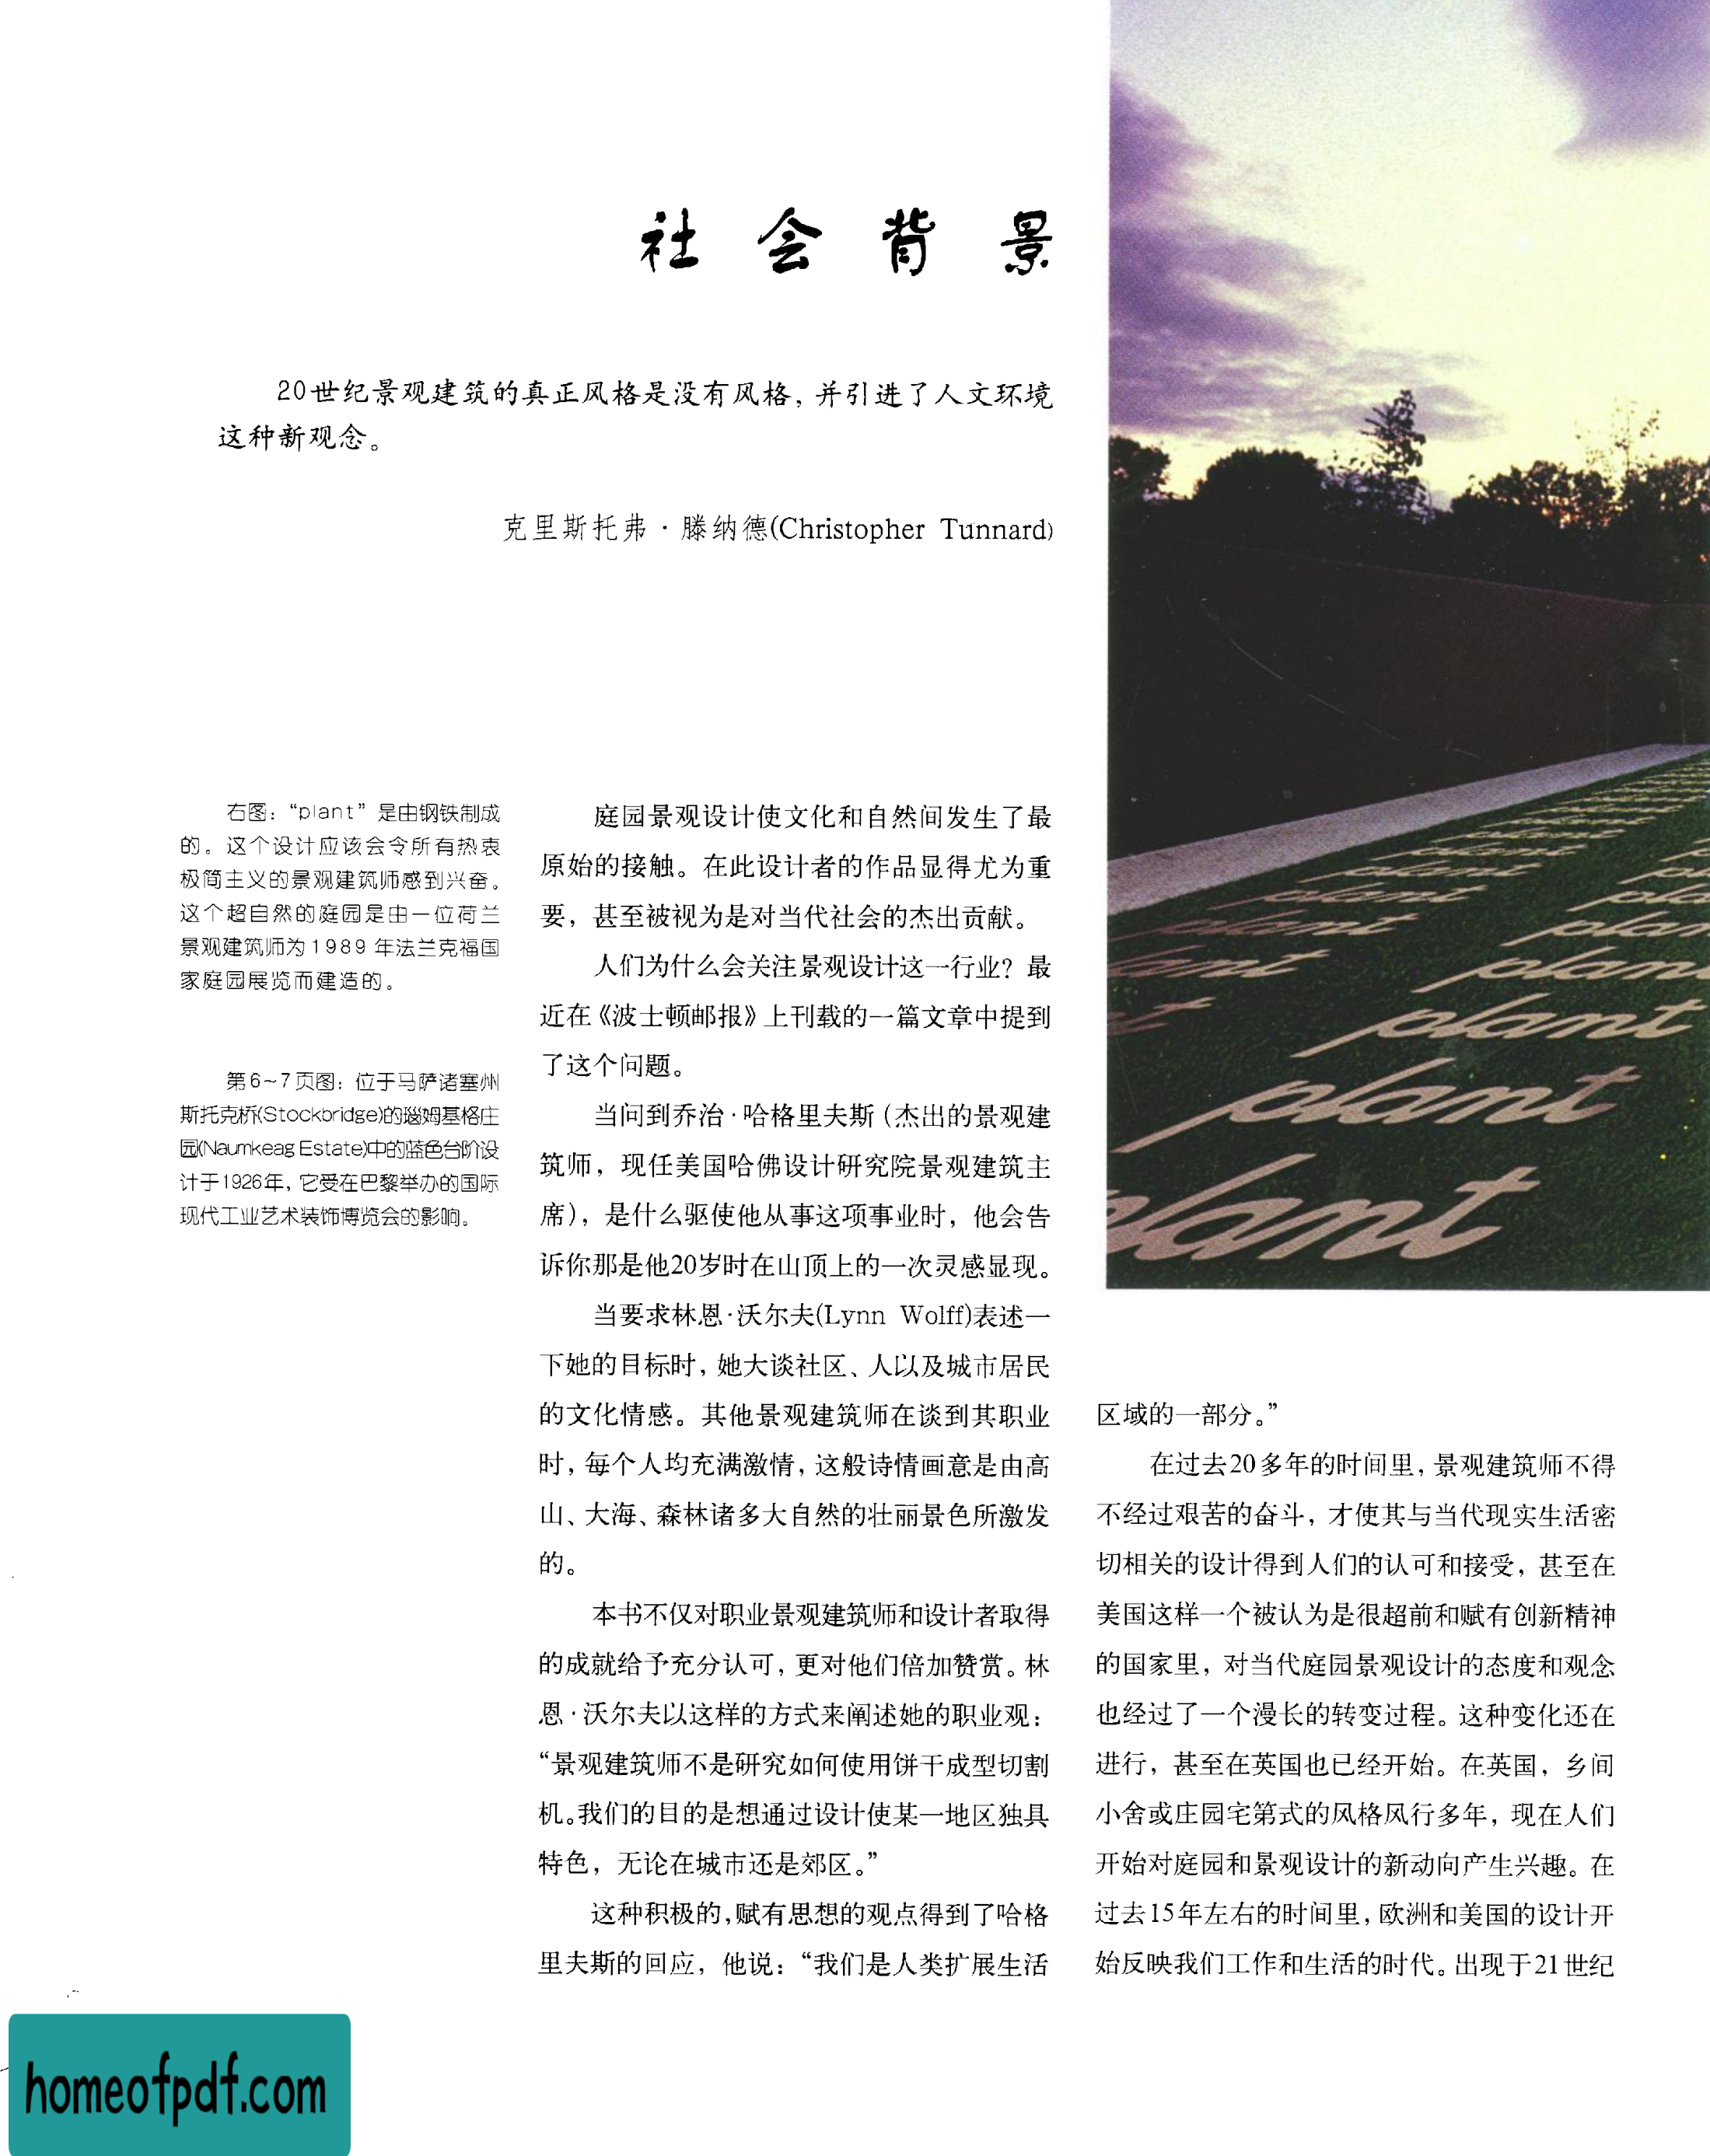 社会背景
20世纪景观建筑的真正风格是没有风格，并引进了人文环境
这种新观念。
克里斯托弗·滕纳德(Christopher Tunnard)
右图：“plant”是由钢铁制成
的。这个设计应该会令所有热衷
极简主义的景观建筑师感到兴奋。
这个超自然的庭园是由一位荷兰
景观建筑师为1989年法兰克福国
家庭园展览而建造的。
第6~7页图：位于马萨诸塞州
斯托克桥(Stockbridge)的瑙姆基格庄
园(Naumkeag Estate)中的蓝色台阶设
计于1926年，它受在巴黎举办的国际
现代工业艺术装饰博览会的影响。
庭园景观设计使文化和自然间发生了最
原始的接触。在此设计者的作品显得尤为重
要，甚至被视为是对当代社会的杰出贡献。
人们为什么会关注景观设计这一行业？最
近在《波士顿邮报》上刊载的一篇文章中提到
了这个问题。
当问到乔治·哈格里夫斯（杰出的景观建
筑师，现任美国哈佛设计研究院景观建筑主
席），是什么驱使他从事这项事业时，他会告
诉你那是他20岁时在山顶上的一次灵感显现。
当要求林恩·沃尔夫(Lynn Wolff)表述一
下她的目标时，她大谈社区、人以及城市居民
的文化情感。其他景观建筑师在谈到其职业
时，每个人均充满激情，这般诗情画意是由高
山、大海、森林诸多大自然的壮丽景色所激发
的。
本书不仅对职业景观建筑师和设计者取得
的成就给予充分认可，更对他们倍加赞赏。林
恩·沃尔夫以这样的方式来阐述她的职业观：
“景观建筑师不是研究如何使用饼干成型切割
机。我们的目的是想通过设计使某一地区独具
特色，无论在城市还是郊区。”
这种积极的，赋有思想的观点得到了哈格
里夫斯的回应，他说：“我们是人类扩展生活
plant
plant
plant
plant
区域的一部分。”
在过去20多年的时间里，景观建筑师不得
不经过艰苦的奋斗，才使其与当代现实生活密
切相关的设计得到人们的认可和接受，甚至在
美国这样一个被认为是很超前和赋有创新精神
的国家里，对当代庭园景观设计的态度和观念
也经过了一个漫长的转变过程。这种变化还在
进行，甚至在英国也已经开始。在英国，乡间
小舍或庄园宅第式的风格风行多年，现在人们
开始对庭园和景观设计的新动向产生兴趣。在
过去15年左右的时间里，欧洲和美国的设计开
始反映我们工作和生活的时代。出现于21世纪
homeofpdf.com